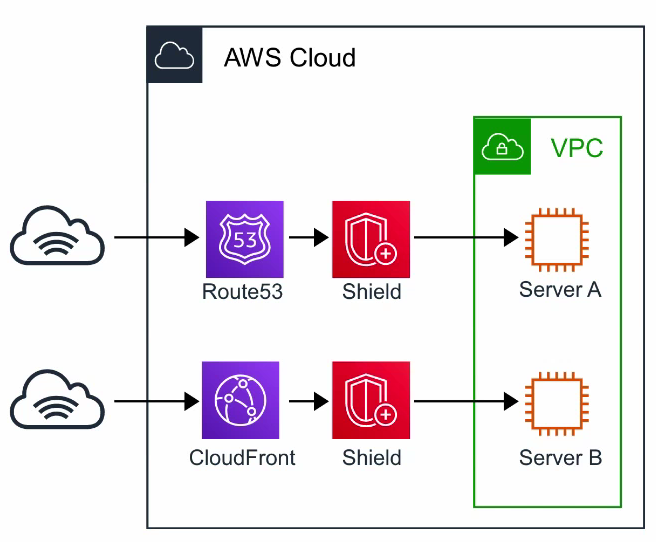 AWS Cloud
VPC
53
Route53
Shield
Server A
CloudFront
Shield
Server B